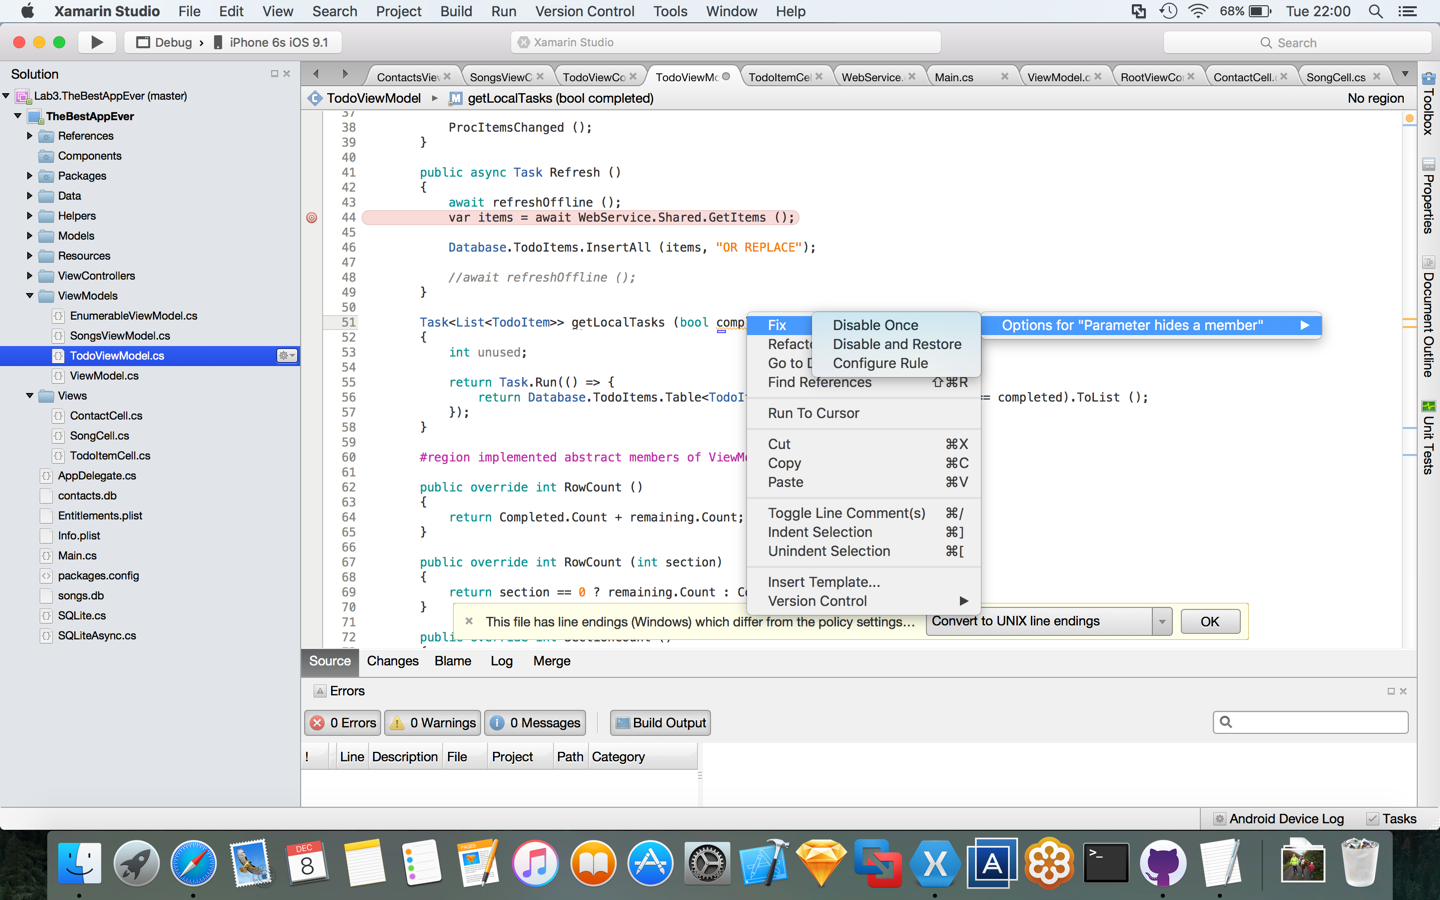 Xamarin Studio File Edit View Search Project Build Run Version Control Tools Window Help 68% Tue 22:00
Debug iPhone 6s iOS 9.1 Xamarin Studio Search
Solution
Lab3.TheBestAppEver (master)
TheBestAppEver
References
Components
Packages
Data
Helpers
Models
Resources
ViewControllers
ViewModels
EnumerableViewModel.cs
SongsViewModel.cs
TodoViewModel.cs
ViewModel.cs
Views
ContactCell.cs
SongCell.cs
TodoItemCell.cs
AppDelegate.cs
contacts.db
Entitlements.plist
Info.plist
Main.cs
packages.config
songs.db
SQLite.cs
SQLiteAsync.cs
ContactsView SongsViewC TodoViewCo TodoViewMo TodoItemCel WebService. Main.cs ViewModel.c RootViewCo ContactCell. SongCell.cs
TodoViewModel getLocalTasks (bool completed) No region
37
38 ProcItemsChanged ();
39 }
40
41 public async Task Refresh ()
42 {
43 await refreshOffline ();
44 var items = await WebService.Shared.GetItems ();
45
46 Database.TodoItems.InsertAll (items, "OR REPLACE");
47
48 //await refreshOffline ();
49 }
50
51 Task<List<TodoItem>> getLocalTasks (bool comp
52 {
53 int unused;
54
55 return Task.Run(() => {
56 return Database.TodoItems.Table<TodoI == completed).ToList ();
57 });
58 }
59
60 #region implemented abstract members of ViewMo
61
62 public override int RowCount ()
63 {
64 return Completed.Count + remaining.Count;
65 }
66
67 public override int RowCount (int section)
68 {
69 return section == 0 ? remaining.Count : Co
70 }
71
72
Fix
Refacto
Go to D
Find References ⇧⌘R
Run To Cursor
Cut ⌘X
Copy ⌘C
Paste ⌘V
Toggle Line Comment(s) ⌘/
Indent Selection ⌘]
Unindent Selection ⌘[
Insert Template...
Version Control
Disable Once
Disable and Restore
Configure Rule
Options for "Parameter hides a member"
This file has line endings (Windows) which differ from the policy settings... Convert to UNIX line endings OK
Toolbox
Properties
Document Outline
Unit Tests
Source Changes Blame Log Merge
Errors
0 Errors 0 Warnings 0 Messages Build Output
! Line Description File Project Path Category
Android Device Log Tasks
DEC
8